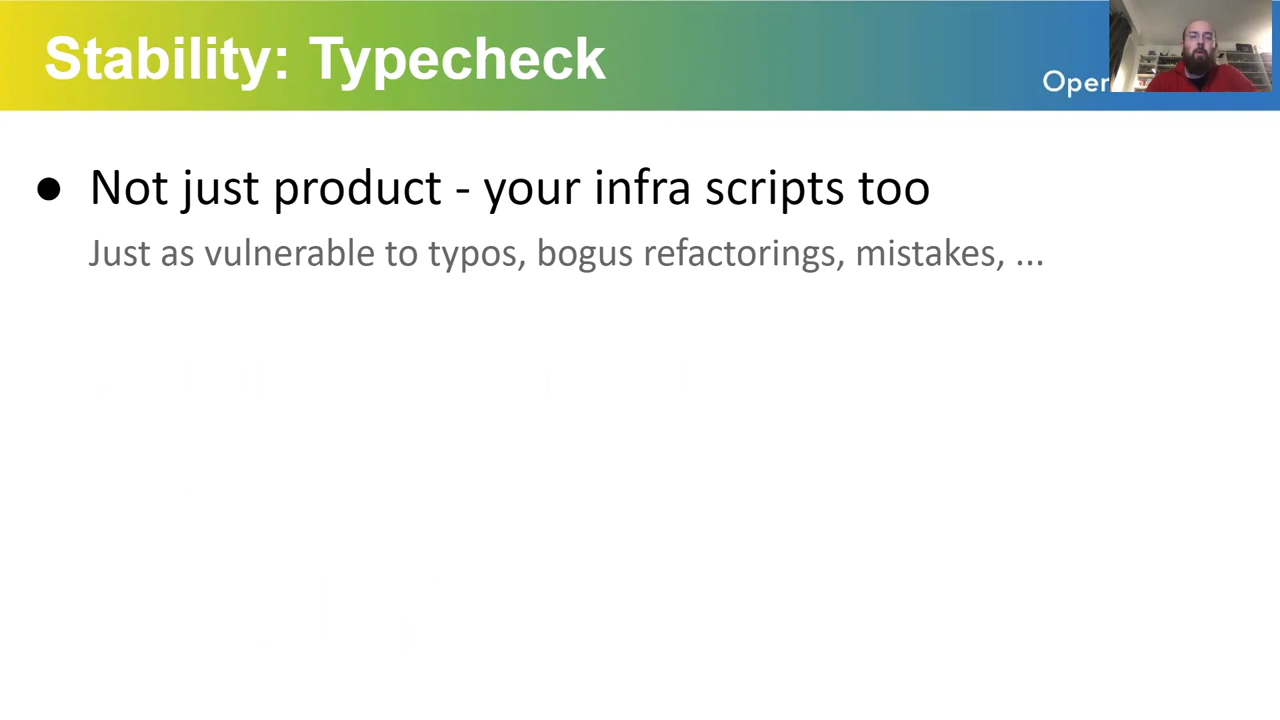 Stability: Typecheck
Oper
● Not just product - your infra scripts too
Just as vulnerable to typos, bogus refactorings, mistakes, ...